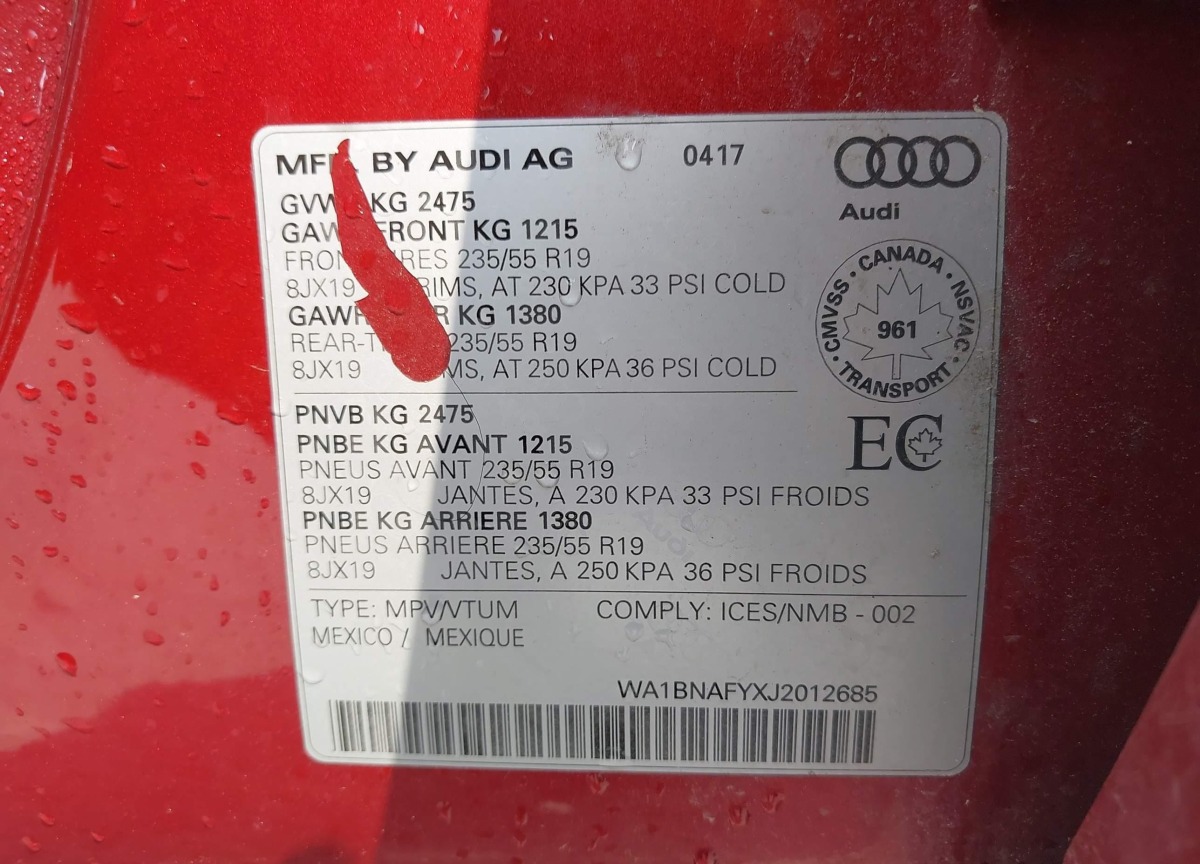 MF BY AUDI AG 0417
Audi
GVW KG 2475
GAW FRONT KG 1215
FRON IRES 235/55 R19
8JX19 RIMS, AT 230 KPA 33 PSI COLD
GAWR R KG 1380
REAR-T 235/55 R19
8JX19 MS, AT 250 KPA 36 PSI COLD
CMVSS • CANADA • NSVAC • TRANSPORT •
961
EC
PNVB KG 2475
PNBE KG AVANT 1215
PNEUS AVANT 235/55 R19
8JX19 JANTES, A 230 KPA 33 PSI FROIDS
PNBE KG ARRIERE 1380
PNEUS ARRIERE 235/55 R19
8JX19 JANTES, A 250 KPA 36 PSI FROIDS
TYPE: MPV/VTUM COMPLY: ICES/NMB - 002
MEXICO / MEXIQUE
WA1BNAFYXJ2012685